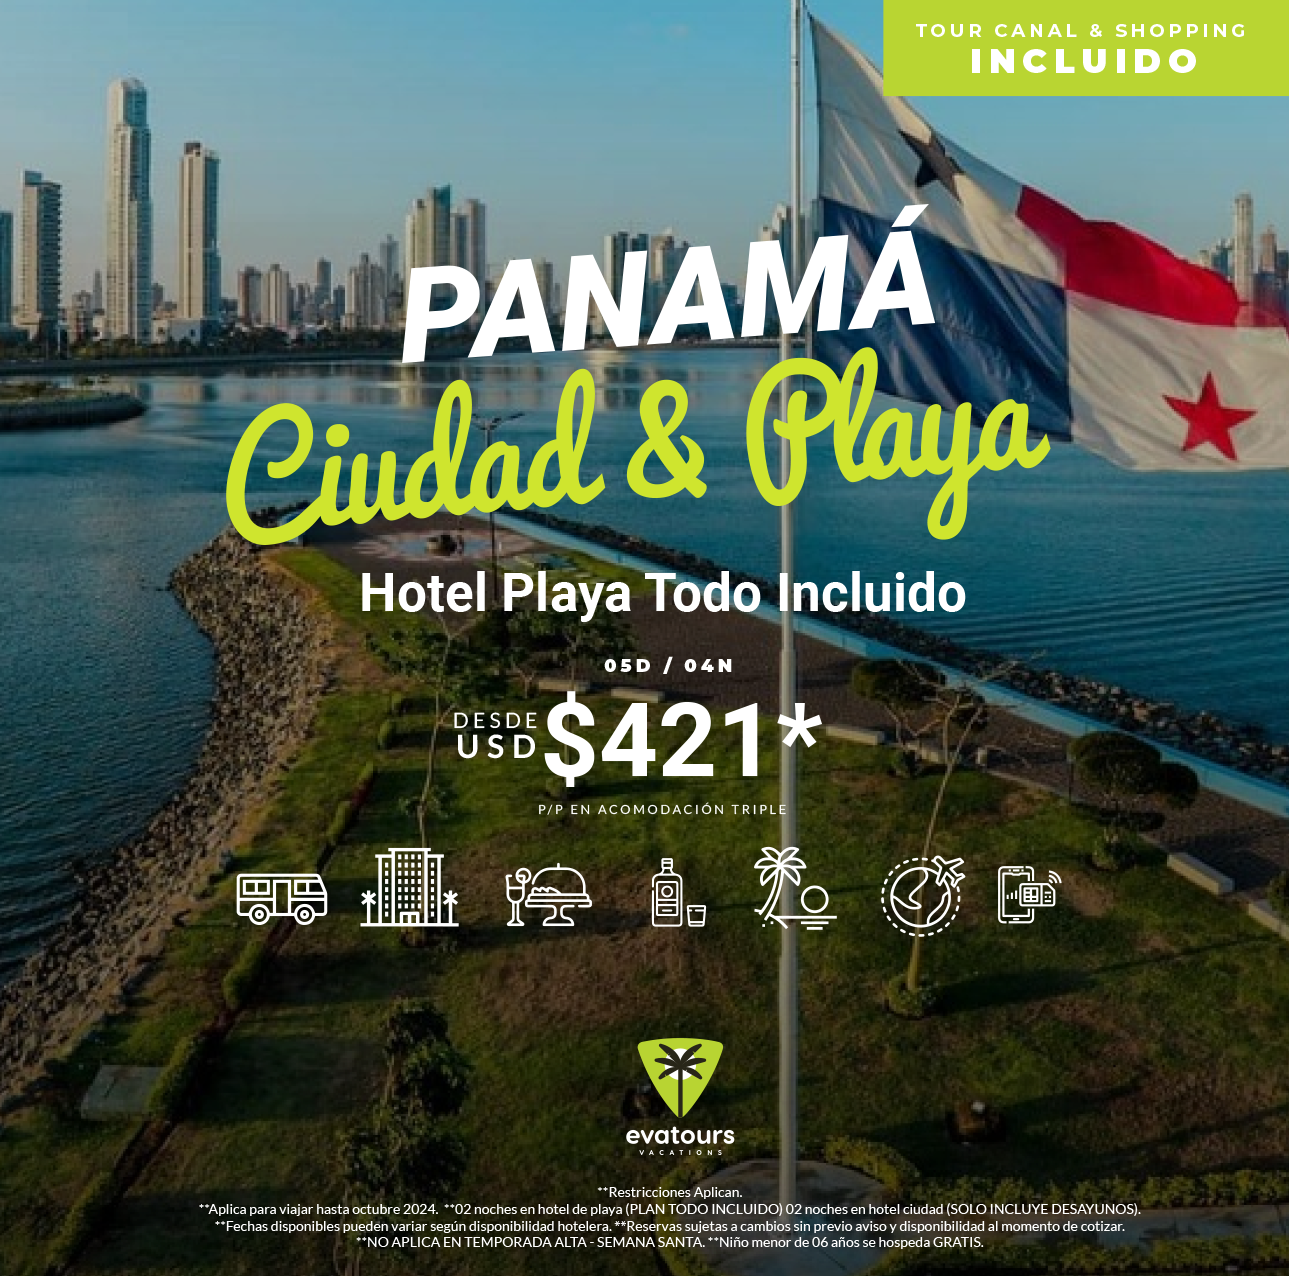 TOUR CANAL & SHOPPING
INCLUIDO
PANAMÁ
Ciudad & Playa
Hotel Playa Todo Incluido
05D / 04N
DESDE
USD $421*
P/P EN ACOMODACIÓN TRIPLE
evatours
VACATIONS
**Restricciones Aplican.
**Aplica para viajar hasta octubre 2024. **02 noches en hotel de playa (PLAN TODO INCLUIDO) 02 noches en hotel ciudad (SOLO INCLUYE DESAYUNOS).
**Fechas disponibles pueden variar según disponibilidad hotelera. **Reservas sujetas a cambios sin previo aviso y disponibilidad al momento de cotizar.
**NO APLICA EN TEMPORADA ALTA - SEMANA SANTA. **Niño menor de 06 años se hospeda GRATIS.